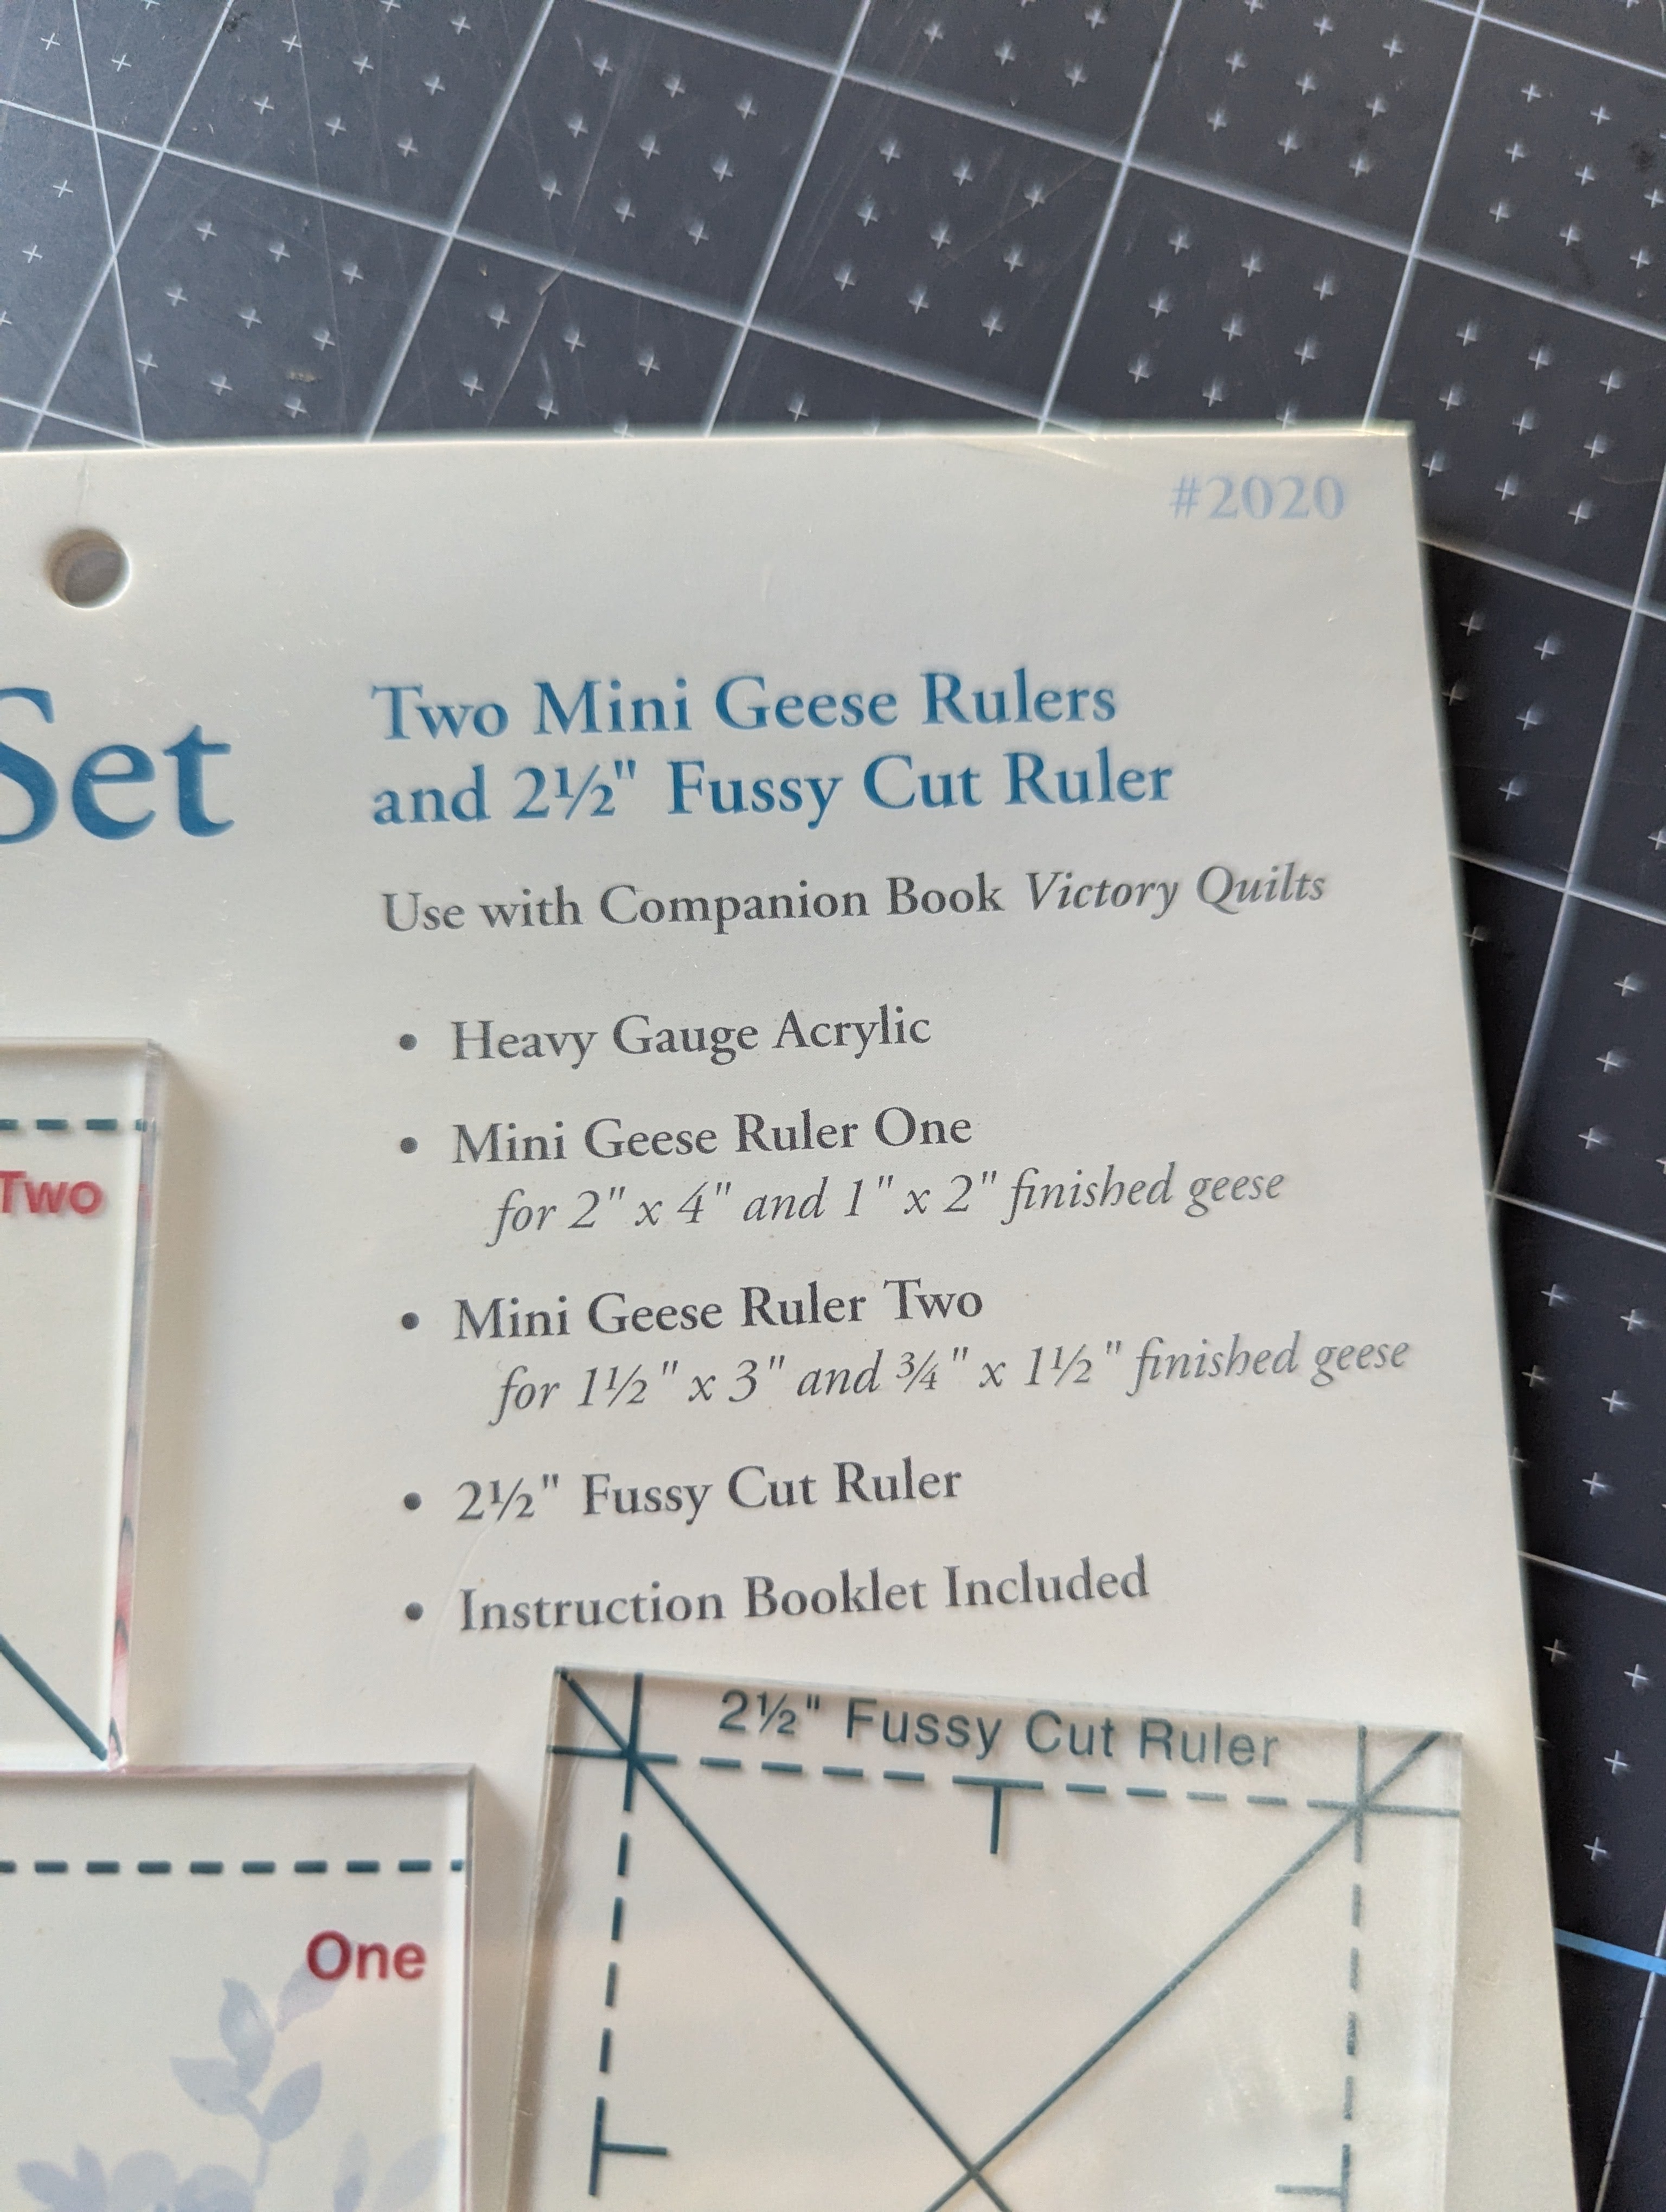 #2020
Set
Two Mini Geese Rulers
and 2½" Fussy Cut Ruler
Use with Companion Book Victory Quilts
• Heavy Gauge Acrylic
• Mini Geese Ruler One
for 2" x 4" and 1" x 2" finished geese
• Mini Geese Ruler Two
for 1½" x 3" and ¾" x 1½" finished geese
• 2½" Fussy Cut Ruler
• Instruction Booklet Included
Two
2½" Fussy Cut Ruler
One